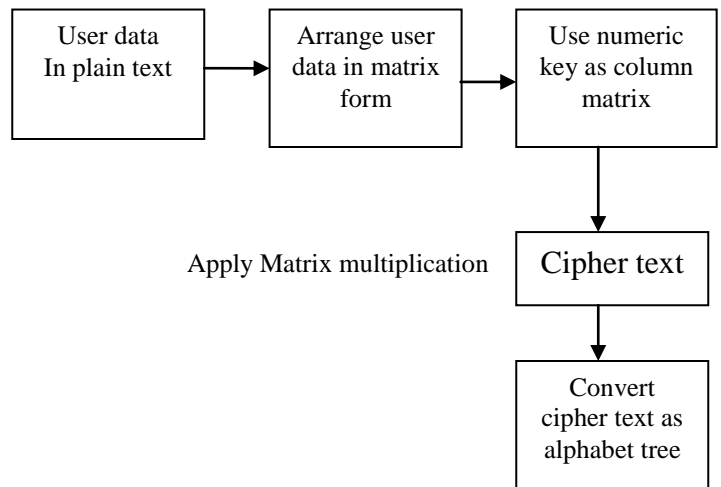 User data
In plain text
Arrange user
data in matrix
form
Use numeric
key as column
matrix
Apply Matrix multiplication
Cipher text
Convert
cipher text as
alphabet tree